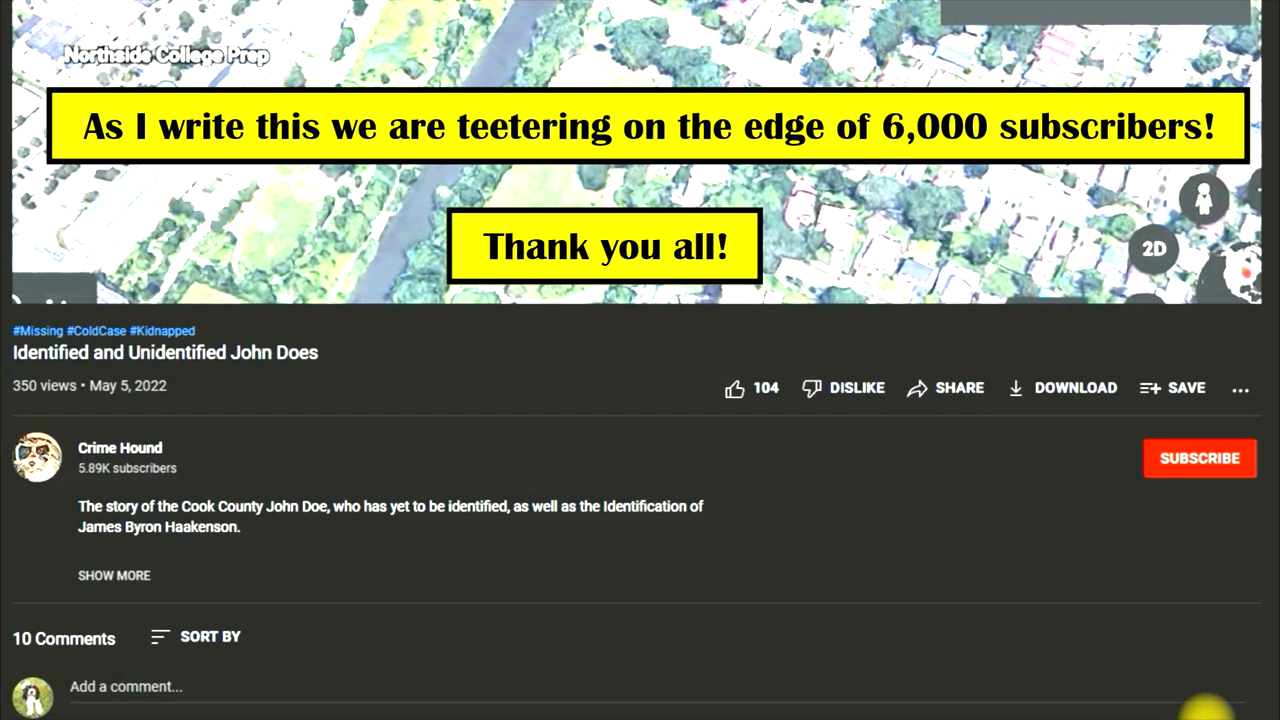 Northside College Prep
As I write this we are teetering on the edge of 6,000 subscribers!
Thank you all!
2D
#Missing #ColdCase #Kidnapped
Identified and Unidentified John Does
350 views • May 5, 2022
104 DISLIKE SHARE DOWNLOAD SAVE ...
Crime Hound
5.89K subscribers
SUBSCRIBE
The story of the Cook County John Doe, who has yet to be identified, as well as the Identification of
James Byron Haakenson.
SHOW MORE
10 Comments SORT BY
Add a comment...